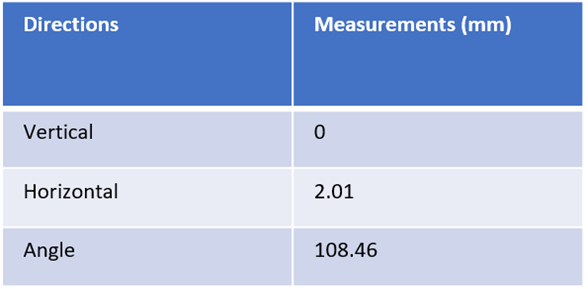 Directions Measurements (mm)
Vertical 0
Horizontal 2.01
Angle 108.46